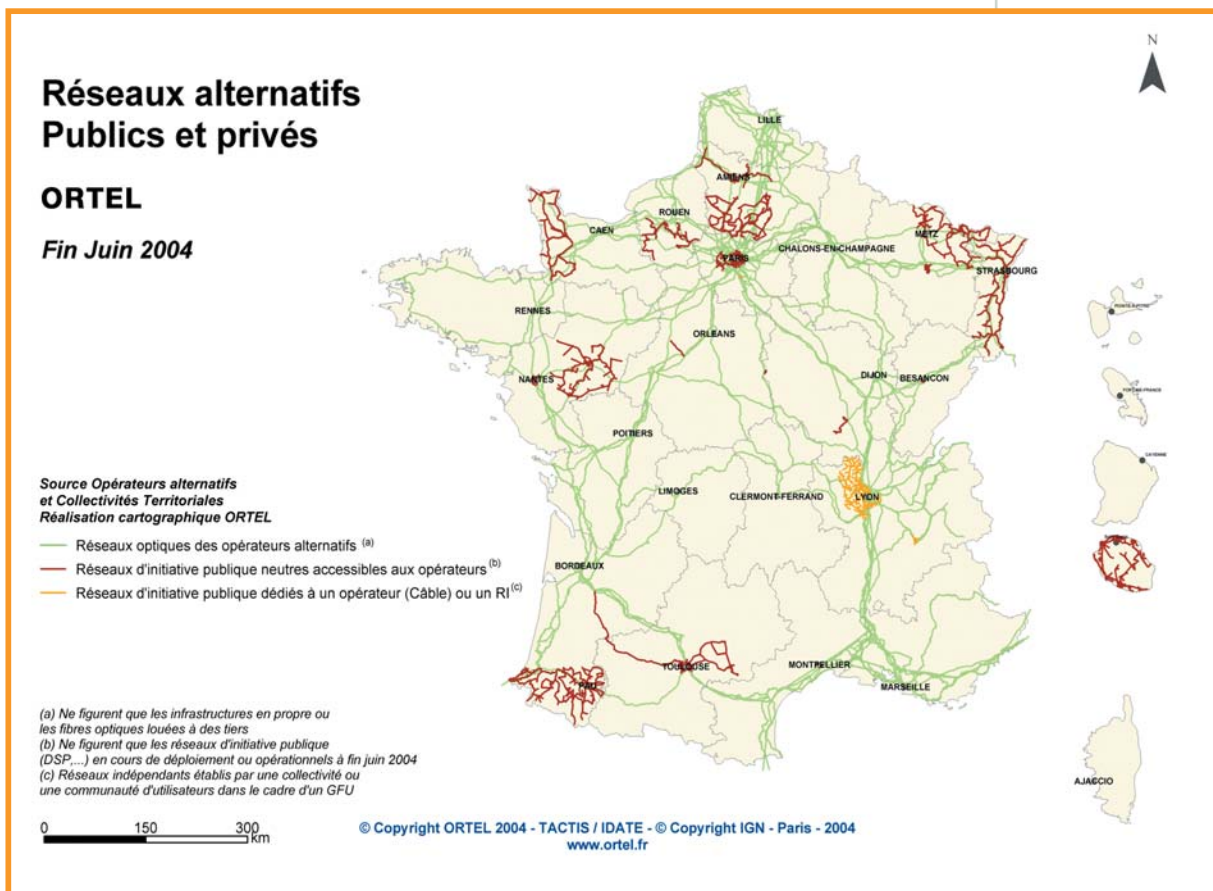 Réseaux alternatifs
Publics et privés
ORTEL
Fin Juin 2004
N
LILLE
AMIENS
ROUEN
CAEN
METZ
PARIS
CHALONS-EN-CHAMPAGNE
STRASBOURG
RENNES
ORLEANS
NANTES
DIJON
BESANCON
POITIERS
LIMOGES
CLERMONT-FERRAND
LYON
BORDEAUX
TOULOUSE
MONTPELLIER
MARSEILLE
PAU
AJACCIO
POINTE-A-PITRE
FORT-DE-FRANCE
CAYENNE
Source Opérateurs alternatifs
et Collectivités Territoriales
Réalisation cartographique ORTEL
Réseaux optiques des opérateurs alternatifs (a)
Réseaux d'initiative publique neutres accessibles aux opérateurs (b)
Réseaux d'initiative publique dédiés à un opérateur (Câble) ou un RI (c)
(a) Ne figurent que les infrastructures en propre ou
les fibres optiques louées à des tiers
(b) Ne figurent que les réseaux d'initiative publique
(DSP,...) en cours de déploiement ou opérationnels à fin juin 2004
(c) Réseaux indépendants établis par une collectivité ou
une communauté d'utilisateurs dans le cadre d'un GFU
0 150 300
km
© Copyright ORTEL 2004 - TACTIS / IDATE - © Copyright IGN - Paris - 2004
www.ortel.fr